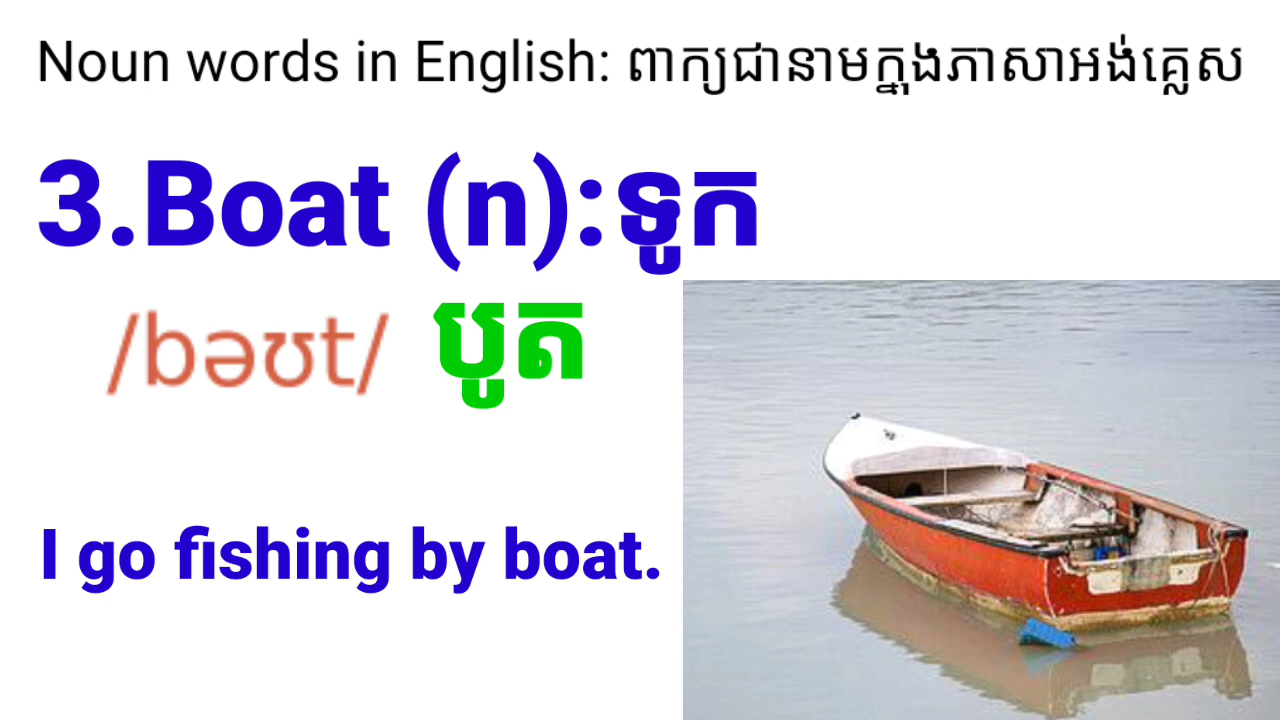 Noun words in English: ពាក្យជានាមក្នុងភាសាអង់គ្លេស
3.Boat (n):ទូក
/bəʊt/ បូត
I go fishing by boat.